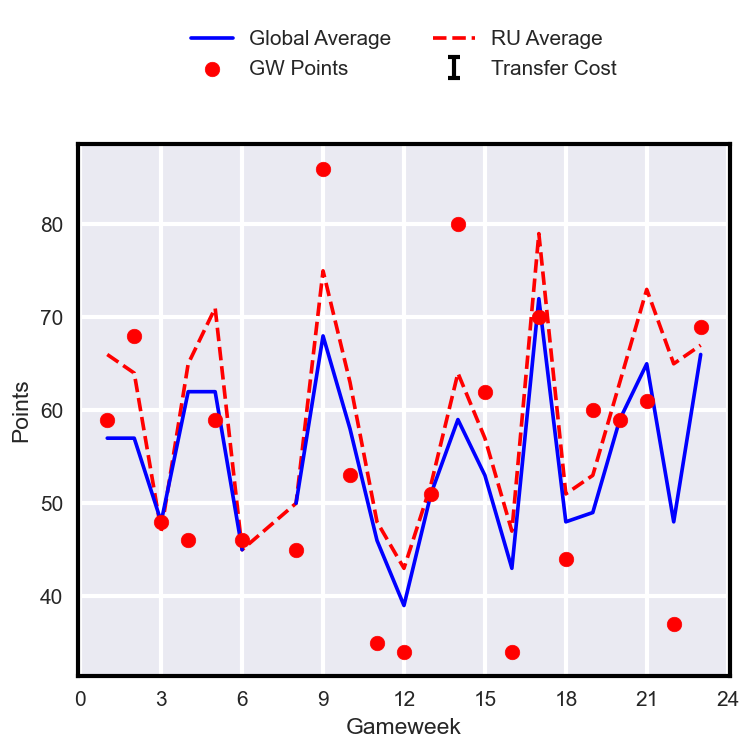 Global Average
RU Average
GW Points
Transfer Cost
Points
80
70
60
50
40
0 3 6 9 12 15 18 21 24
Gameweek